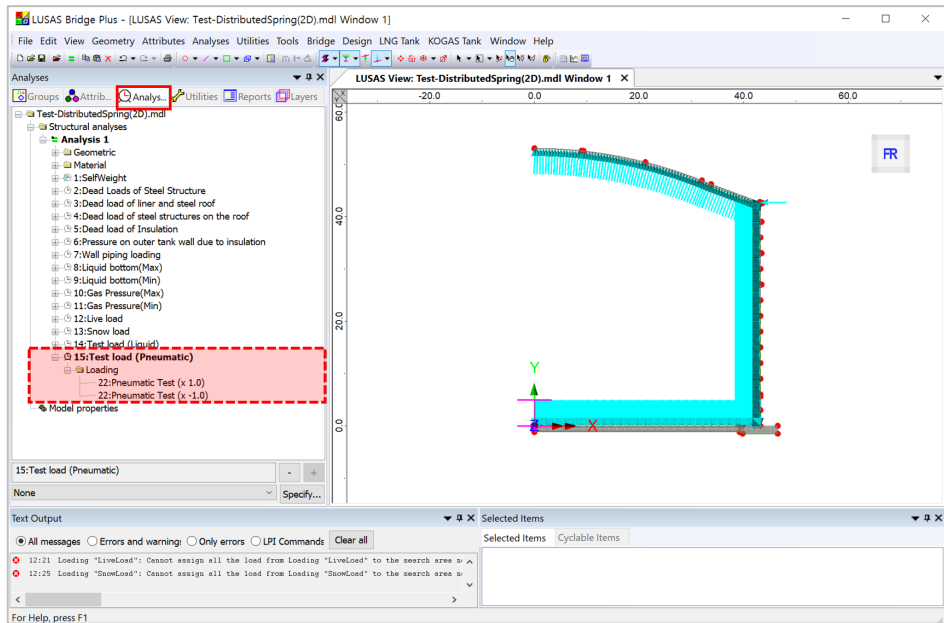 LUSAS Bridge Plus - [LUSAS View: Test-DistributedSpring(2D).mdl Window 1]
File Edit View Geometry Attributes Analyses Utilities Tools Bridge Design LNG Tank KOGAS Tank Window Help
Analyses
Groups Attrib... Analys... Utilities Reports Layers
Test-DistributedSpring(2D).mdl
Structural analyses
Analysis 1
Geometric
Material
1:SelfWeight
2:Dead Loads of Steel Structure
3:Dead load of liner and steel roof
4:Dead load of steel structures on the roof
5:Dead load of Insulation
6:Pressure on outer tank wall due to insulation
7:Wall piping loading
8:Liquid bottom(Max)
9:Liquid bottom(Min)
10:Gas Pressure(Max)
11:Gas Pressure(Min)
12:Live load
13:Snow load
14:Test load (Liquid)
15:Test load (Pneumatic)
Loading
22:Pneumatic Test (x 1.0)
22:Pneumatic Test (x -1.0)
Model properties
15:Test load (Pneumatic)
- +
None Specify...
LUSAS View: Test-DistributedSpring(2D).mdl Window 1 X
X -20.0 0.0 20.0 40.0 60.0
Y
60.0
40.0
20.0
0.0
FR
Y
Z X
Text Output
All messages Errors and warning: Only errors LPI Commands Clear all
12:21 Loading "LiveLoad": Cannot assign all the load from Loading "LiveLoad" to the search area n
12:25 Loading "SnowLoad": Cannot assign all the load from Loading "SnowLoad" to the search area n
Selected Items
Selected Items Cyclable Items
For Help, press F1